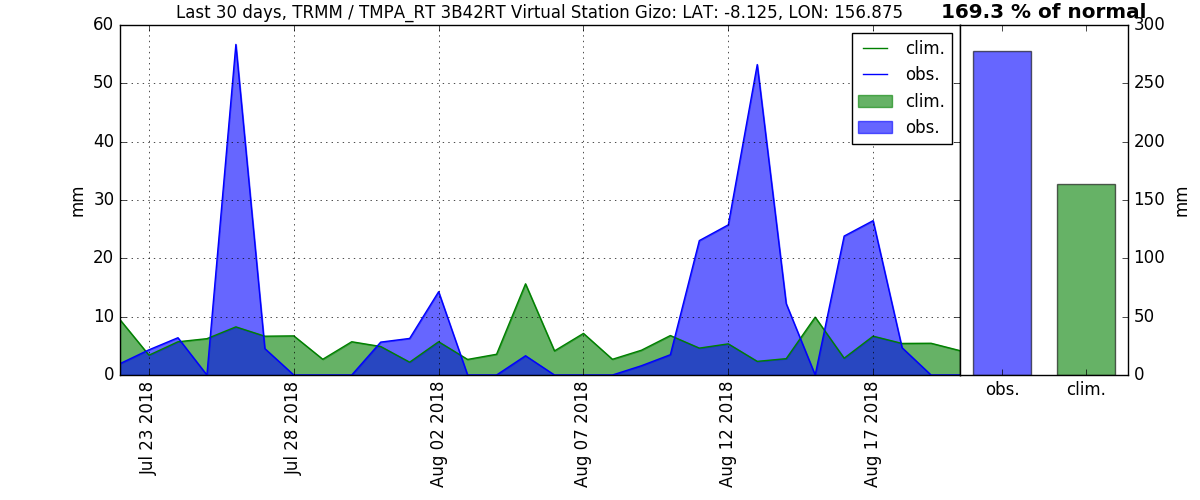 Last 30 days, TRMM / TMPA_RT 3B42RT Virtual Station Gizo: LAT: -8.125, LON: 156.875
169.3 % of normal
60
50
40
30
20
10
0
mm
clim.
obs.
clim.
obs.
300
250
200
150
100
50
0
mm
Jul 23 2018
Jul 28 2018
Aug 02 2018
Aug 07 2018
Aug 12 2018
Aug 17 2018
obs.
clim.